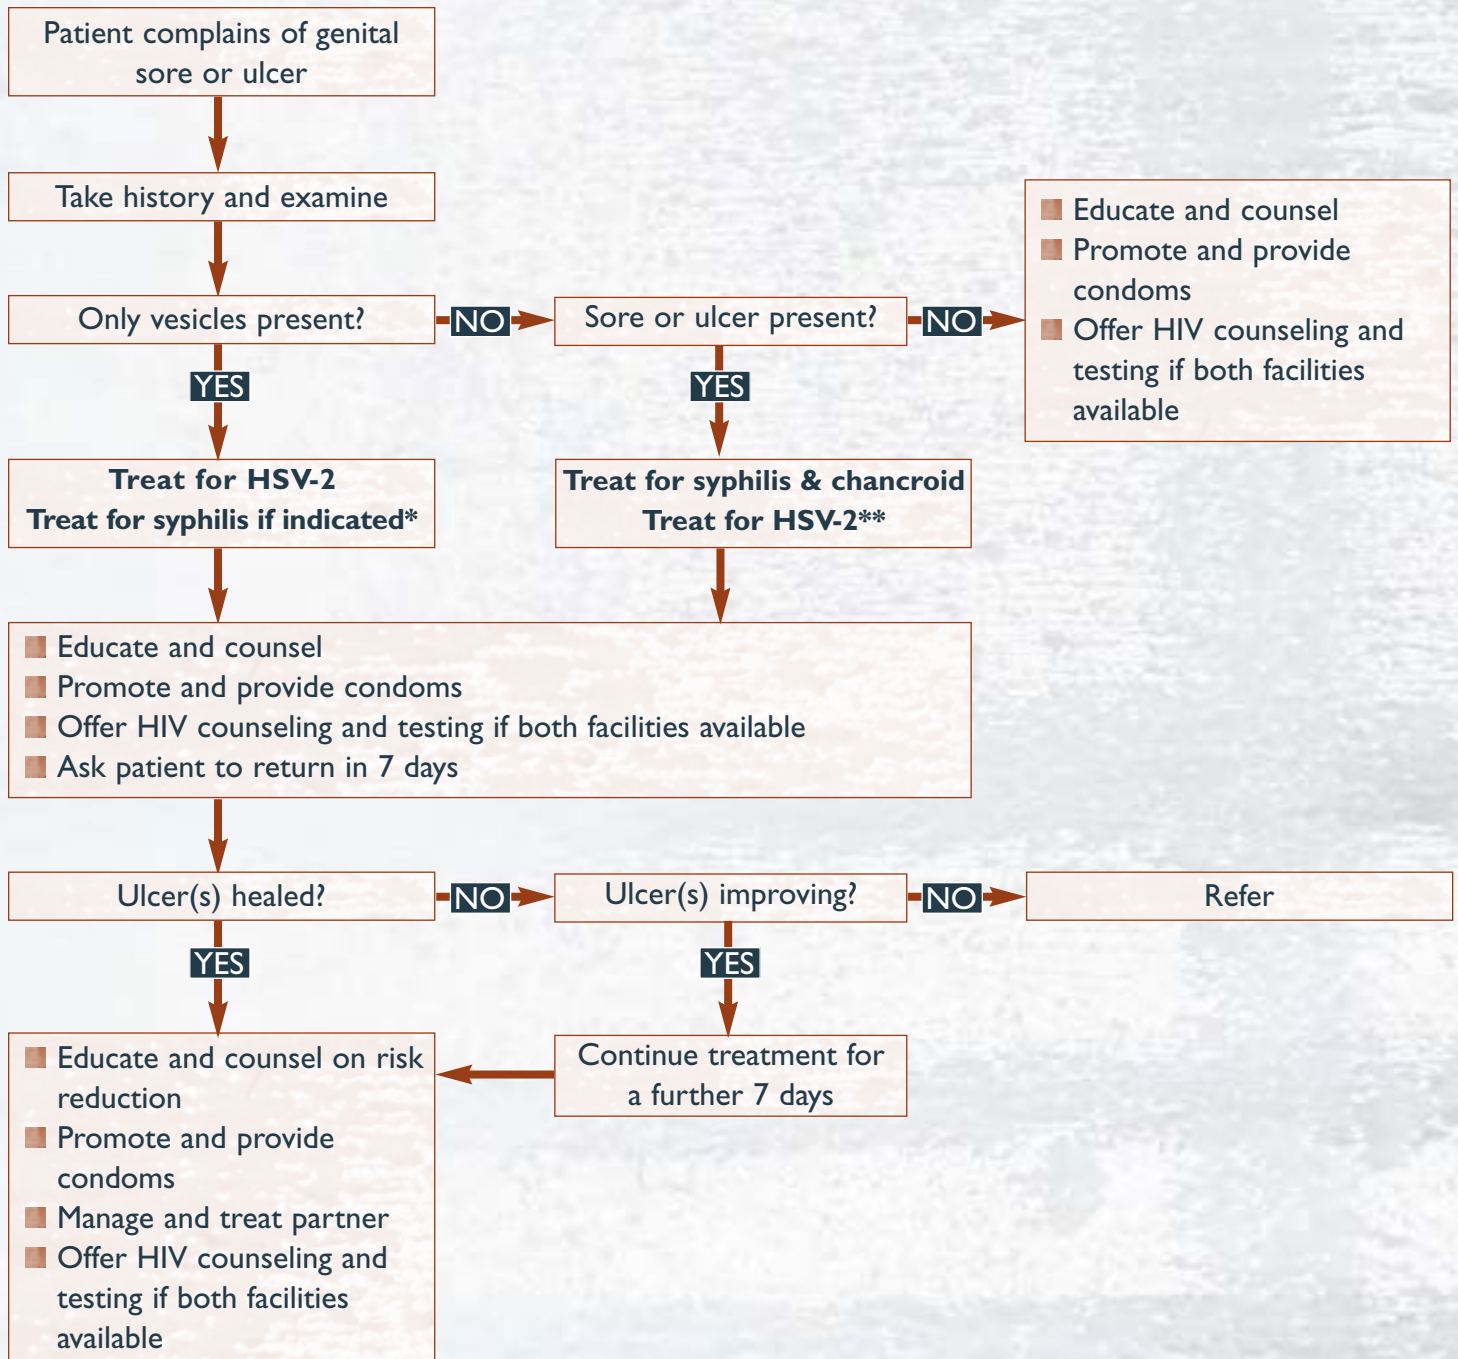 Patient complains of genital
sore or ulcer
Take history and examine
Only vesicles present?
NO
Sore or ulcer present?
NO
Educate and counsel
Promote and provide
condoms
Offer HIV counseling and
testing if both facilities
available
YES
YES
Treat for HSV-2
Treat for syphilis if indicated*
Treat for syphilis & chancroid
Treat for HSV-2**
Educate and counsel
Promote and provide condoms
Offer HIV counseling and testing if both facilities available
Ask patient to return in 7 days
Ulcer(s) healed?
NO
Ulcer(s) improving?
NO
Refer
YES
YES
Continue treatment for
a further 7 days
Educate and counsel on risk
reduction
Promote and provide
condoms
Manage and treat partner
Offer HIV counseling and
testing if both facilities
available